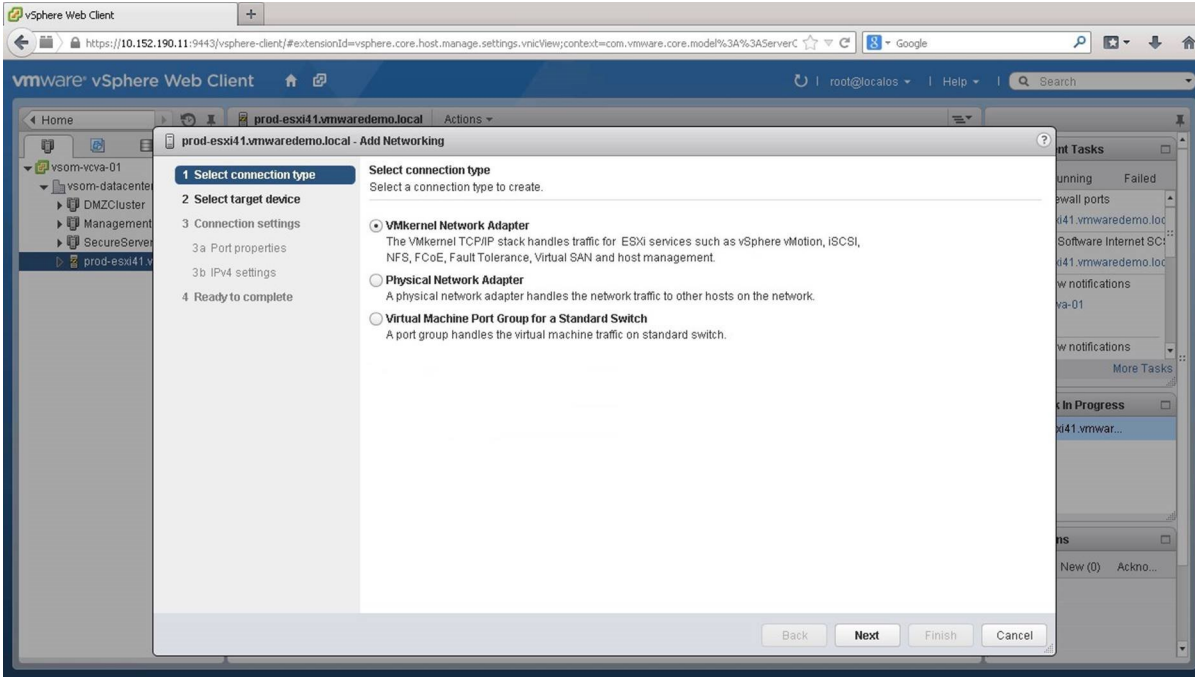 vSphere Web Client
https://10.152.190.11:9443/vsphere-client/#extensionId=vsphere.core.host.manage.settings.vnicView;context=com.vmware.core.model%3A%3AServerC
Google
vmware® vSphere Web Client
root@localos
Help
Search
Home
prod-esxi41.vmwaredemo.local
Actions
prod-esxi41.vmwaredemo.local - Add Networking
vsom-vcva-01
vsom-datacenter
DMZCluster
Management
SecureServer
prod-esxi41.v
1 Select connection type
2 Select target device
3 Connection settings
3a Port properties
3b IPv4 settings
4 Ready to complete
Select connection type
Select a connection type to create.
VMkernel Network Adapter
The VMkernel TCP/IP stack handles traffic for ESXi services such as vSphere vMotion, iSCSI,
NFS, FCoE, Fault Tolerance, Virtual SAN and host management.
Physical Network Adapter
A physical network adapter handles the network traffic to other hosts on the network.
Virtual Machine Port Group for a Standard Switch
A port group handles the virtual machine traffic on standard switch.
Back
Next
Finish
Cancel
nt Tasks
unning
Failed
ewall ports
i41.vmwaredemo.loc
Software Internet SC
i41.vmwaredemo.loc
w notifications
va-01
w notifications
More Tasks
k In Progress
xi41.vmwar...
ns
New (0)
Ackno...